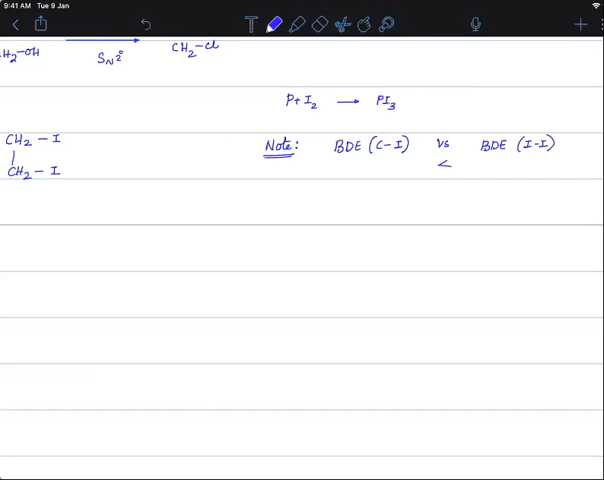 9:41 AM Tue 9 Jan
H₂-OH ⟶ CH₂-Cl
SN2°
P+I₂ ⟶ PI₃
CH₂-I
|
CH₂-I
Note: BDE (C-I) vs BDE (I-I)
<